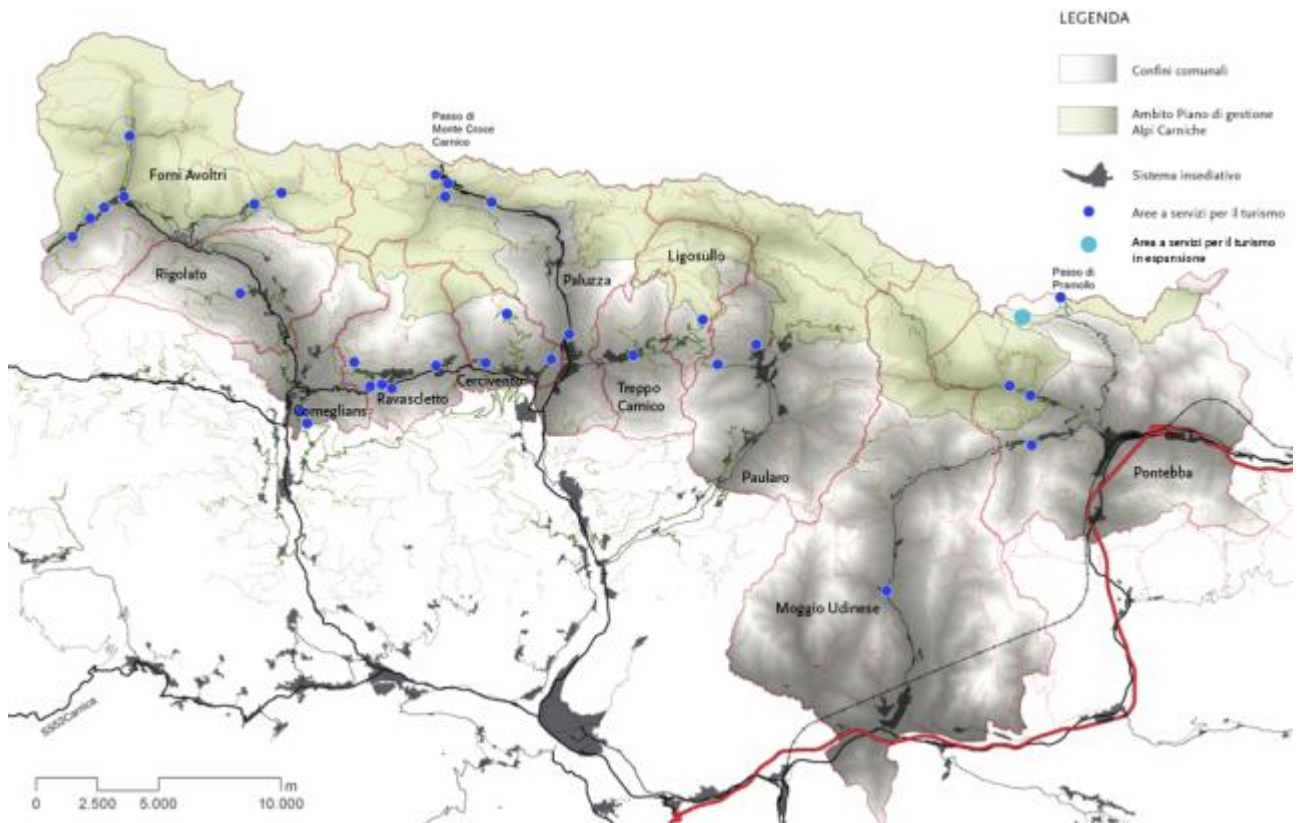 LEGENDA
Confini comunali
Ambito Piano di gestione
Alpi Carniche
Sistema insediativo
Aree a servizi per il turismo
Area a servizi per il turismo
in espansione
Passo di
Monte Croce
Carnico
Forni Avoltri
Rigolato
Paluzza
Ligosullo
Passo di
Pramollo
Comeglians
Ravascletto
Cercivento
Treppo
Carnico
Paularo
Pontebba
Moggio Udinese
SS52Carnica
m
0 2.500 5.000 10.000